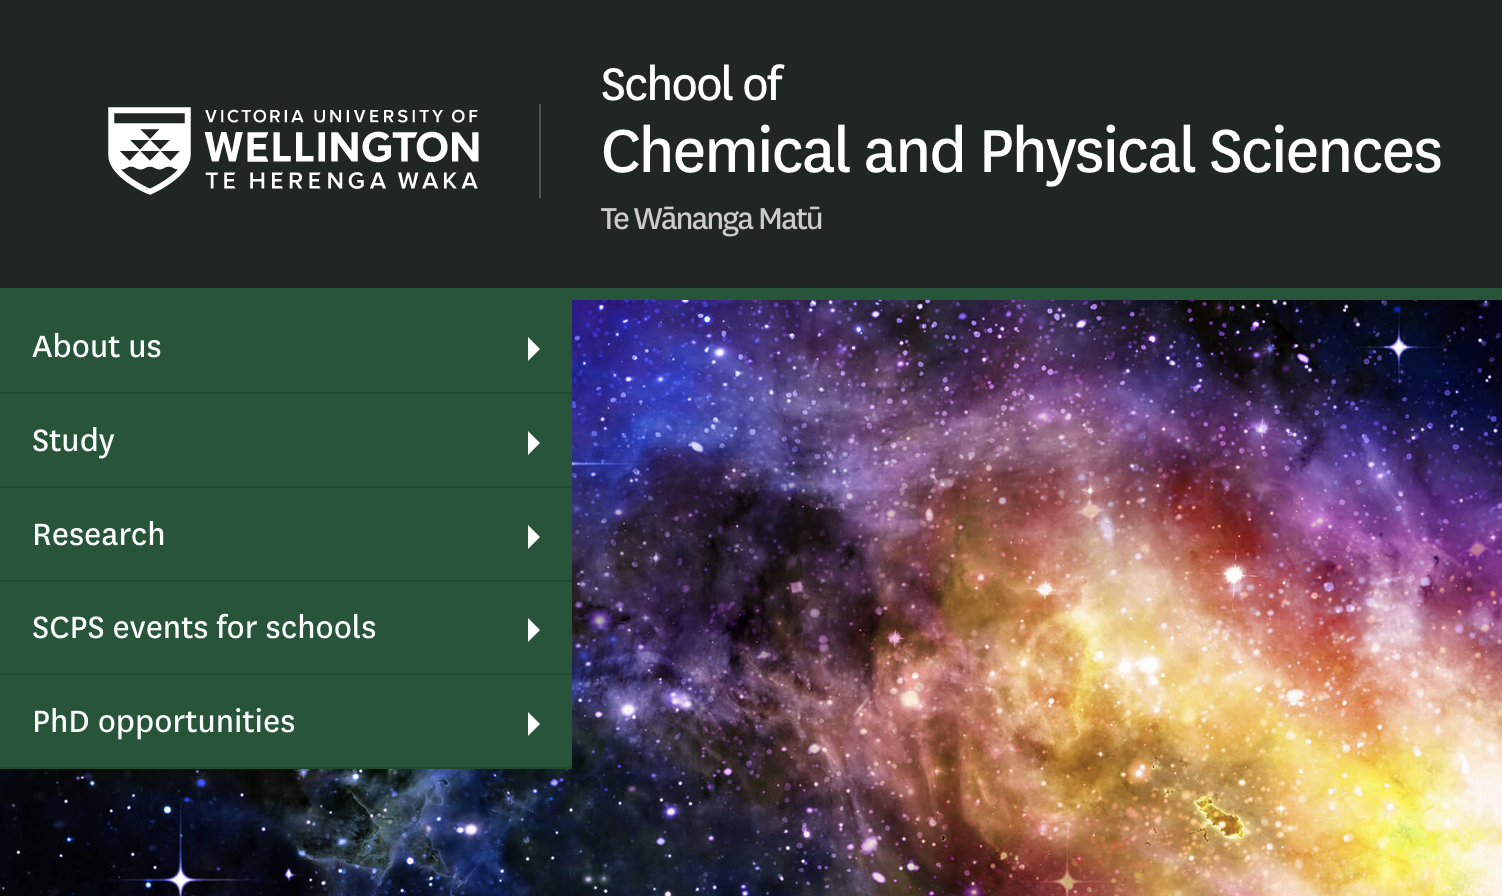 VICTORIA UNIVERSITY OF
WELLINGTON
TE HERENGA WAKA
School of
Chemical and Physical Sciences
Te Wānanga Matū
About us
Study
Research
SCPS events for schools
PhD opportunities